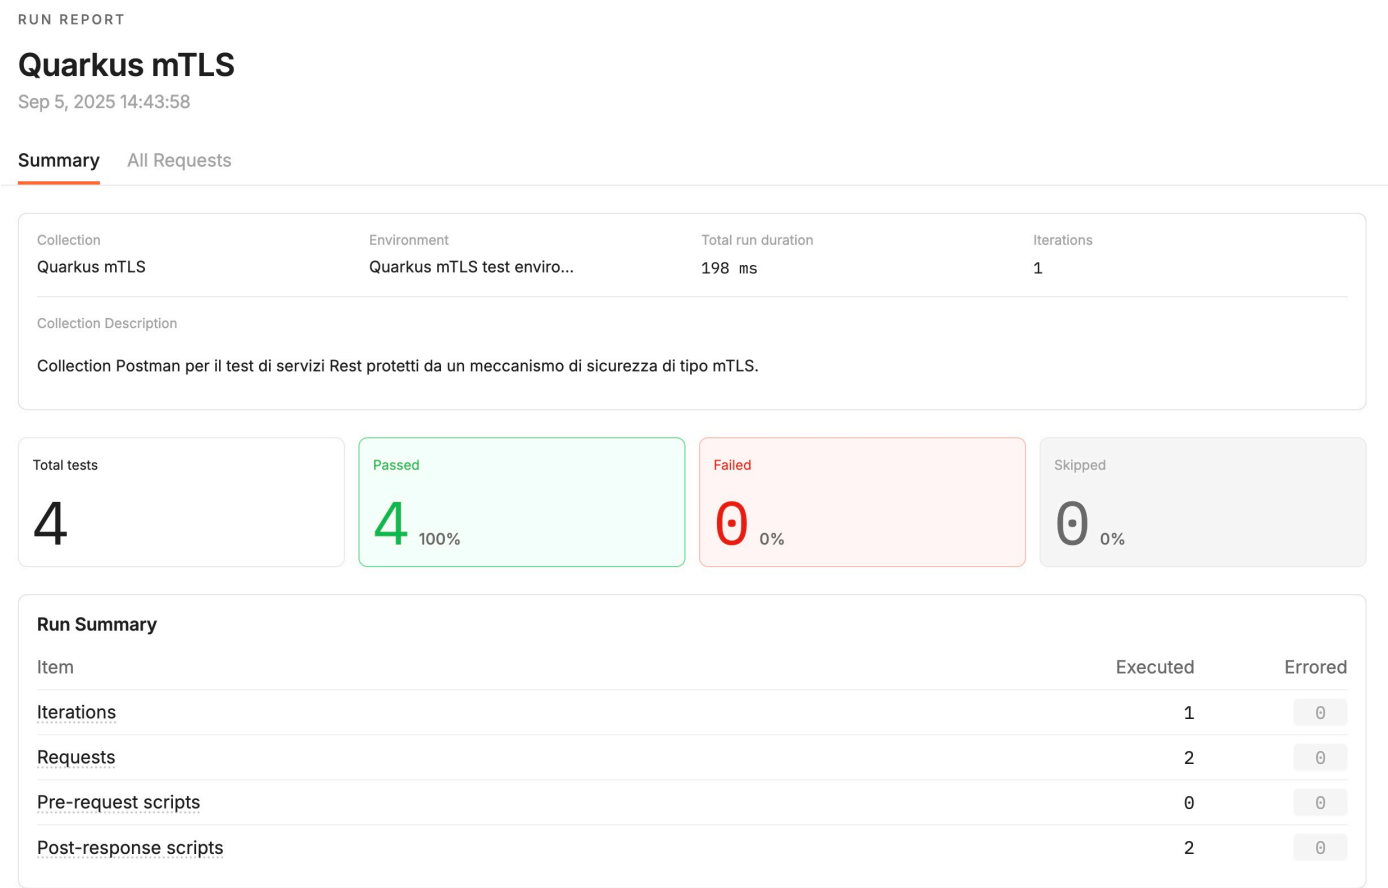 RUN REPORT
Quarkus mTLS
Sep 5, 2025 14:43:58
Summary All Requests
Collection Environment Total run duration Iterations
Quarkus mTLS Quarkus mTLS test enviro... 198 ms 1
Collection Description
Collection Postman per il test di servizi Rest protetti da un meccanismo di sicurezza di tipo mTLS.
Total tests Passed Failed Skipped
4 4 100% 0 0% 0 0%
Run Summary
Item Executed Errored
Iterations 1 0
Requests 2 0
Pre-request scripts 0 0
Post-response scripts 2 0